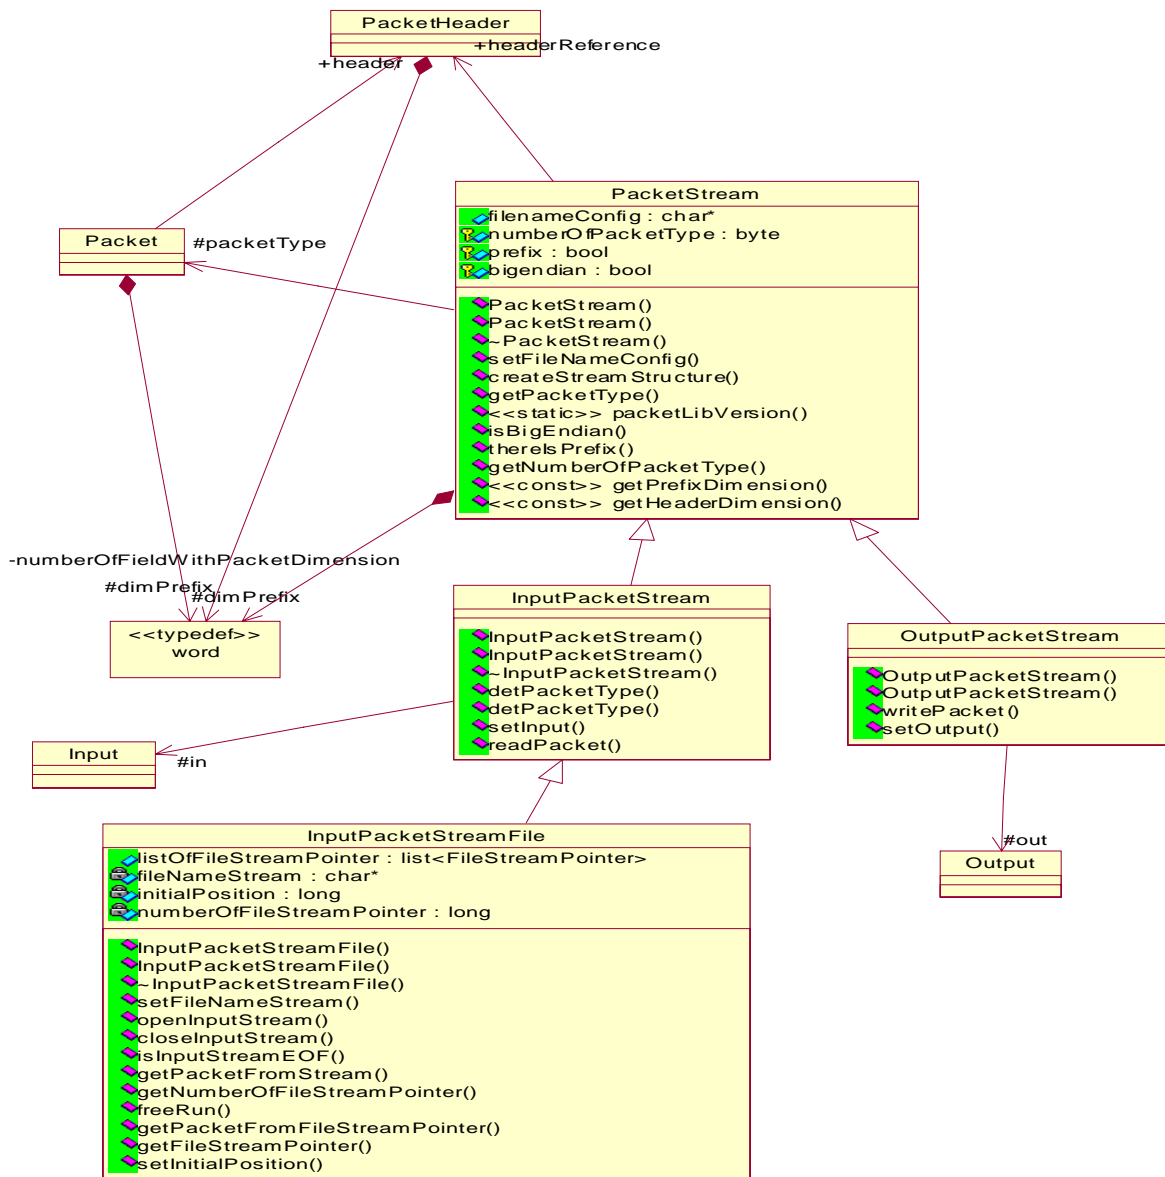 PacketHeader
+headerReference
+header
PacketStream
filenameConfig : char*
numberOfPacketType : byte
prefix : bool
bigendian : bool
PacketStream()
PacketStream()
~PacketStream()
setFileNameConfig()
createStreamStructure()
getPacketType()
<<static>> packetLibVersion()
isBigEndian()
thereIsPrefix()
getNumberOfPacketType()
<<const>> getPrefixDimension()
<<const>> getHeaderDimension()
Packet
#packetType
-numberOfFieldWithPacketDimension
#dimPrefix
#dimPrefix
<<typedef>>
word
InputPacketStream
InputPacketStream()
InputPacketStream()
~InputPacketStream()
detPacketType()
detPacketType()
setInput()
readPacket()
OutputPacketStream
OutputPacketStream()
OutputPacketStream()
writePacket()
setOutput()
Input
#in
#out
Output
InputPacketStreamFile
listOfFileStreamPointer : list<FileStreamPointer>
fileNameStream : char*
initialPosition : long
numberOfFileStreamPointer : long
InputPacketStreamFile()
InputPacketStreamFile()
~InputPacketStreamFile()
setFileNameStream()
openInputStream()
closeInputStream()
isInputStreamEOF()
getPacketFromStream()
getNumberOfFileStreamPointer()
freeRun()
getPacketFromFileStreamPointer()
getFileStreamPointer()
setInitialPosition()